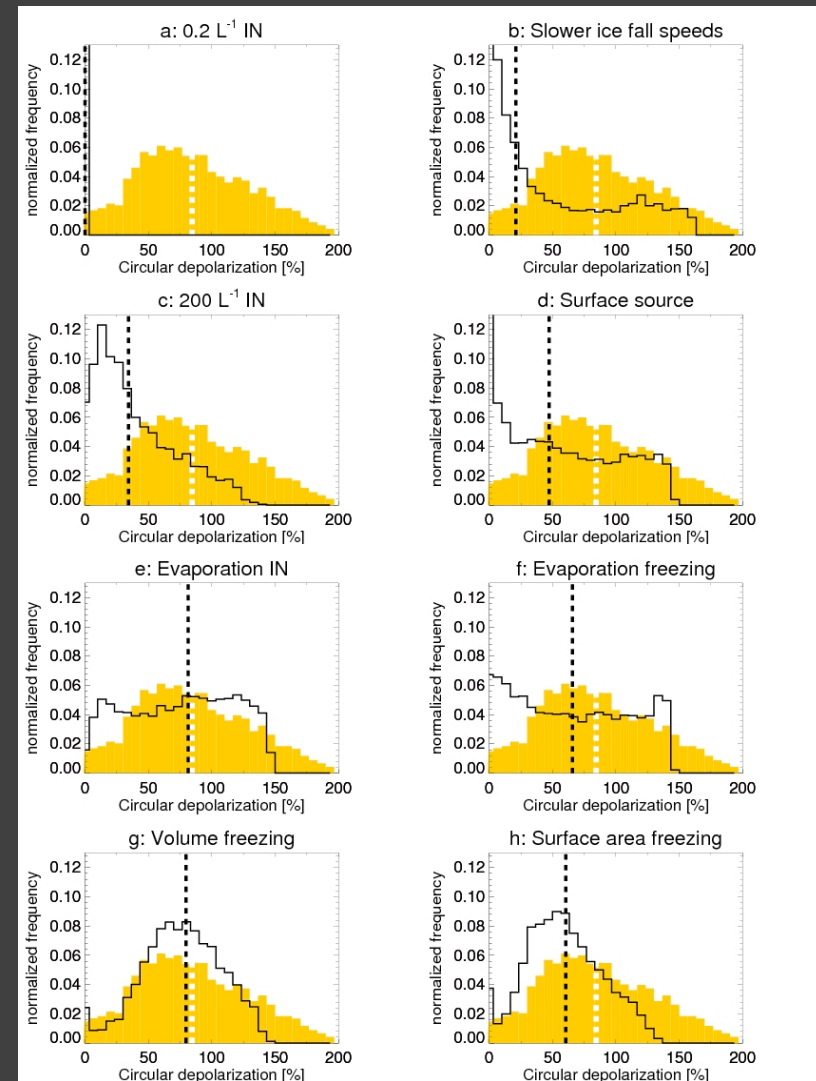 a: 0.2 L⁻¹ IN
normalized frequency
0.12
0.10
0.08
0.06
0.04
0.02
0.00
0 50 100 150 200
Circular depolarization [%]
b: Slower ice fall speeds
normalized frequency
0.12
0.10
0.08
0.06
0.04
0.02
0.00
0 50 100 150 200
Circular depolarization [%]
c: 200 L⁻¹ IN
normalized frequency
0.12
0.10
0.08
0.06
0.04
0.02
0.00
0 50 100 150 200
Circular depolarization [%]
d: Surface source
normalized frequency
0.12
0.10
0.08
0.06
0.04
0.02
0.00
0 50 100 150 200
Circular depolarization [%]
e: Evaporation IN
normalized frequency
0.12
0.10
0.08
0.06
0.04
0.02
0.00
0 50 100 150 200
Circular depolarization [%]
f: Evaporation freezing
normalized frequency
0.12
0.10
0.08
0.06
0.04
0.02
0.00
0 50 100 150 200
Circular depolarization [%]
g: Volume freezing
normalized frequency
0.12
0.10
0.08
0.06
0.04
0.02
0.00
0 50 100 150 200
Circular depolarization [%]
h: Surface area freezing
normalized frequency
0.12
0.10
0.08
0.06
0.04
0.02
0.00
0 50 100 150 200
Circular depolarization [%]